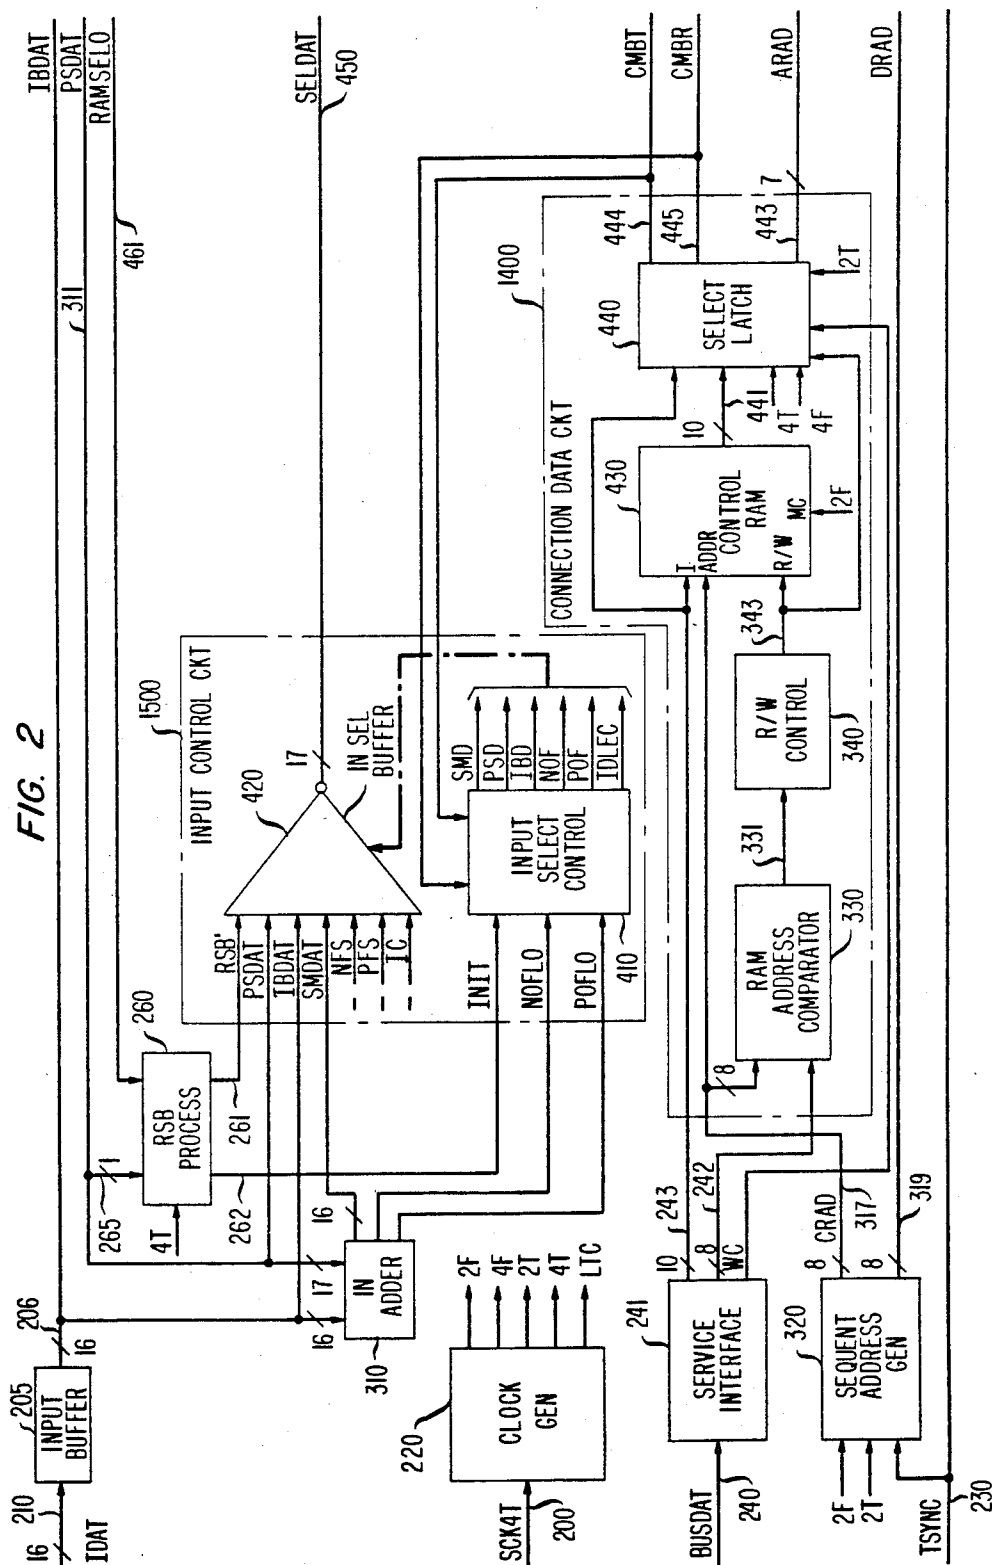 FIG. 2
16
210
IDAT
205
INPUT
BUFFER
206
16
IBDAT
PSDAT
RAMSELO
311
461
265
1
4T
260
RSB
PROCESS
261
262
16
17
16
IN
ADDER
310
1500
INPUT CONTROL CKT
RSB'
PSDAT
IBDAT
SMDAT
NFS
PFS
IC
420
17
IN SEL
BUFFER
SELDAT
450
INIT
NOFLO
POFLO
INPUT
SELECT
CONTROL
410
SMD
PSD
IBD
NOF
POF
IDLEC
SCK4T
200
220
CLOCK
GEN
2F
4F
2T
4T
LTC
1400
CONNECTION DATA CKT
BUSDAT
240
SERVICE
INTERFACE
241
10
243
8
242
WC
2F
2T
320
SEQUENT
ADDRESS
GEN
8
CRAD
317
8
319
TSYNC
230
8
RAM
ADDRESS
COMPARATOR
330
331
R/W
CONTROL
340
343
430
I
ADDR
CONTROL
RAM
R/W
MC
2F
10
441
4T
4F
440
SELECT
LATCH
2T
444
445
443
7
CMBT
CMBR
ARAD
DRAD